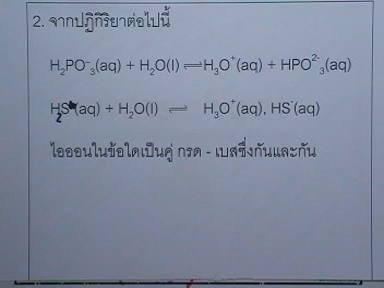 2. จากปฏิกิริยาต่อไปนี้
H₂PO⁻₃(aq) + H₂O(l) ⇌ H₃O⁺(aq) + HPO²⁻₃(aq)
H₂S(aq) + H₂O(l) ⇌ H₃O⁺(aq), HS⁻(aq)
ไอออนในข้อใดเป็นคู่ กรด - เบสซึ่งกันและกัน